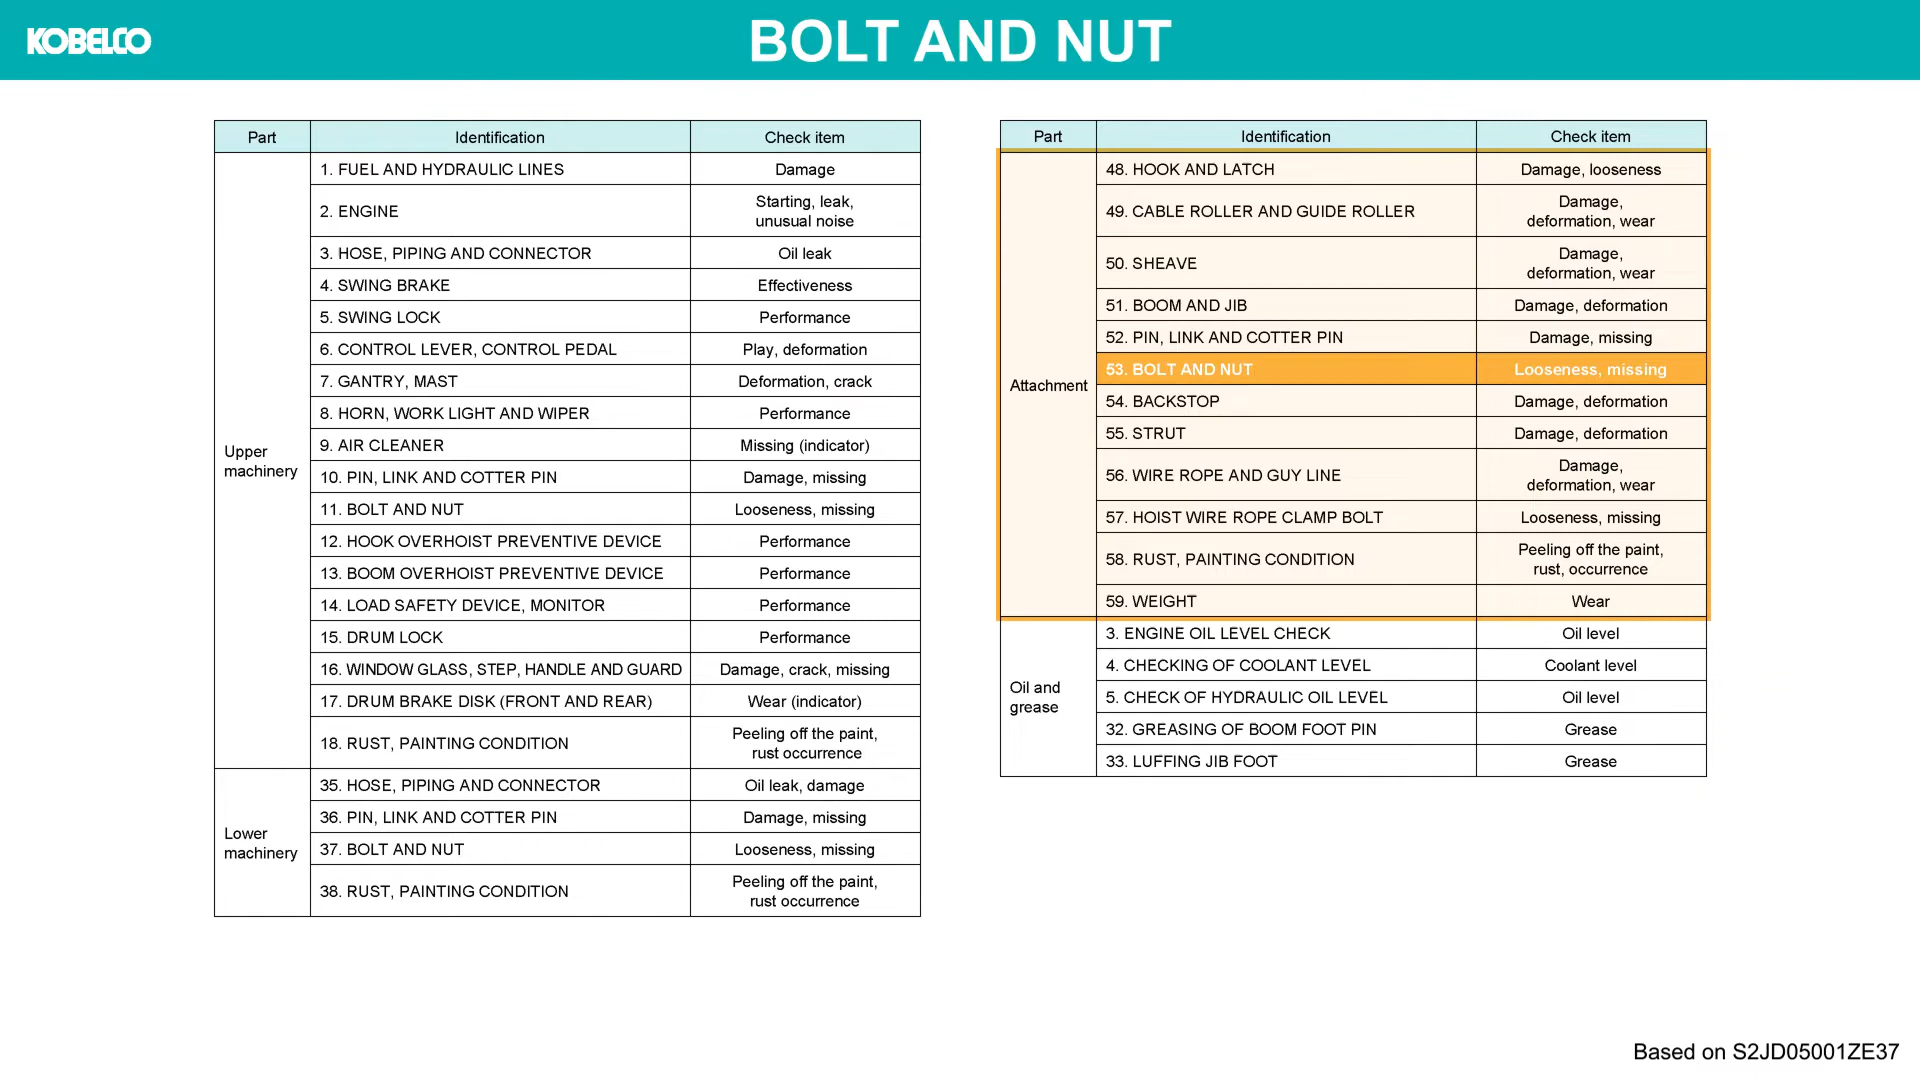 KOBELCO
BOLT AND NUT
Part Identification Check item
Upper
machinery
1. FUEL AND HYDRAULIC LINES Damage
2. ENGINE Starting, leak,
unusual noise
3. HOSE, PIPING AND CONNECTOR Oil leak
4. SWING BRAKE Effectiveness
5. SWING LOCK Performance
6. CONTROL LEVER, CONTROL PEDAL Play, deformation
7. GANTRY, MAST Deformation, crack
8. HORN, WORK LIGHT AND WIPER Performance
9. AIR CLEANER Missing (indicator)
10. PIN, LINK AND COTTER PIN Damage, missing
11. BOLT AND NUT Looseness, missing
12. HOOK OVERHOIST PREVENTIVE DEVICE Performance
13. BOOM OVERHOIST PREVENTIVE DEVICE Performance
14. LOAD SAFETY DEVICE, MONITOR Performance
15. DRUM LOCK Performance
16. WINDOW GLASS, STEP, HANDLE AND GUARD Damage, crack, missing
17. DRUM BRAKE DISK (FRONT AND REAR) Wear (indicator)
18. RUST, PAINTING CONDITION Peeling off the paint,
rust occurrence
Lower
machinery
35. HOSE, PIPING AND CONNECTOR Oil leak, damage
36. PIN, LINK AND COTTER PIN Damage, missing
37. BOLT AND NUT Looseness, missing
38. RUST, PAINTING CONDITION Peeling off the paint,
rust occurrence
Part Identification Check item
Attachment
48. HOOK AND LATCH Damage, looseness
49. CABLE ROLLER AND GUIDE ROLLER Damage,
deformation, wear
50. SHEAVE Damage,
deformation, wear
51. BOOM AND JIB Damage, deformation
52. PIN, LINK AND COTTER PIN Damage, missing
53. BOLT AND NUT Looseness, missing
54. BACKSTOP Damage, deformation
55. STRUT Damage, deformation
56. WIRE ROPE AND GUY LINE Damage,
deformation, wear
57. HOIST WIRE ROPE CLAMP BOLT Looseness, missing
58. RUST, PAINTING CONDITION Peeling off the paint,
rust, occurrence
59. WEIGHT Wear
Oil and
grease
3. ENGINE OIL LEVEL CHECK Oil level
4. CHECKING OF COOLANT LEVEL Coolant level
5. CHECK OF HYDRAULIC OIL LEVEL Oil level
32. GREASING OF BOOM FOOT PIN Grease
33. LUFFING JIB FOOT Grease
Based on S2JD05001ZE37